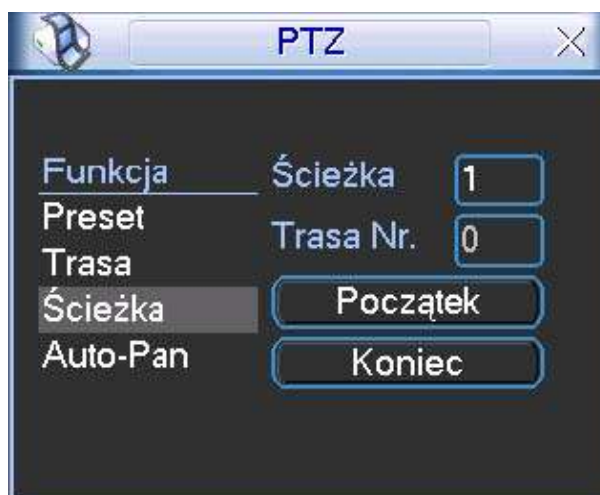 PTZ
Funkcja
Preset
Trasa
Ścieżka
Auto-Pan
Ścieżka 1
Trasa Nr. 0
Początek
Koniec